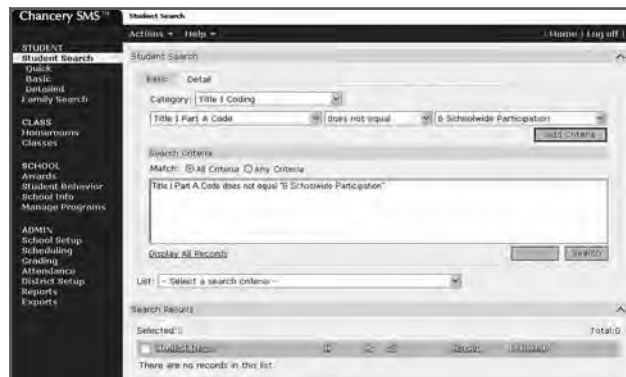 Chancery SMS™
Student Search
Actions Help Home | Log off |
STUDENT
Student Search
Quick
Basic
Detailed
Family Search
CLASS
Homerooms
Classes
SCHOOL
Awards
Student Behavior
School Info
Manage Programs
ADMIN
School Setup
Scheduling
Grading
Attendance
District Setup
Reports
Exports
Student Search
Basic Detail
Category: Title I Coding
Title I Part A Code does not equal 6 Schoolwide Participation
Add Criteria
Search Criteria
Match: All Criteria Any Criteria
Title I Part A Code does not equal "6 Schoolwide Participation"
Display All Records Search
List: - Select a search criteria -
Search Results
Selected:0 Total:0
Student Name ID Gender
There are no records in this list.